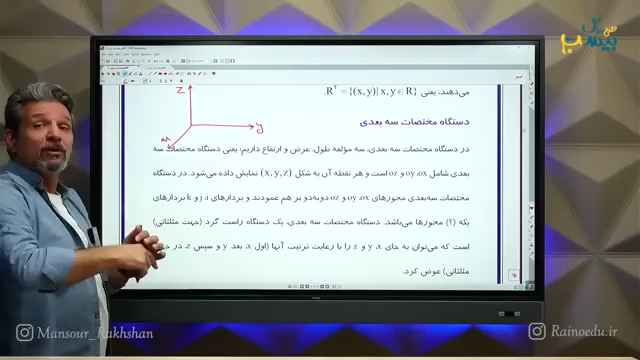 طرح یک
بیست
z
y
x
می‌دهند. یعنی R² = {(x, y) | x, y ∈ R}.
دستگاه مختصات سه بعدی
در دستگاه مختصات سه بعدی، سه مؤلفه طول، عرض و ارتفاع داریم؛ یعنی دستگاه مختصات سه
بعدی شامل oy ،ox و oz است و هر نقطه آن به شکل (x, y, z) نمایش داده می‌شود. در دستگاه
مختصات سه‌بعدی محورهای oy ،ox و oz دوبه‌دو بر هم عمودند و بردارهای j ،i و k بردارهای
یکه (؟) محورها می‌باشد. دستگاه مختصات سه بعدی، یک دستگاه راست گرد (جهت مثلثاتی)
است که می‌توان به جای y ،x و z را با رعایت ترتیب آنها (اول x، بعد y و سپس z، در
مثلثاتی) عوض کرد.
Mansour_Rakhshan
Rainoedu.ir